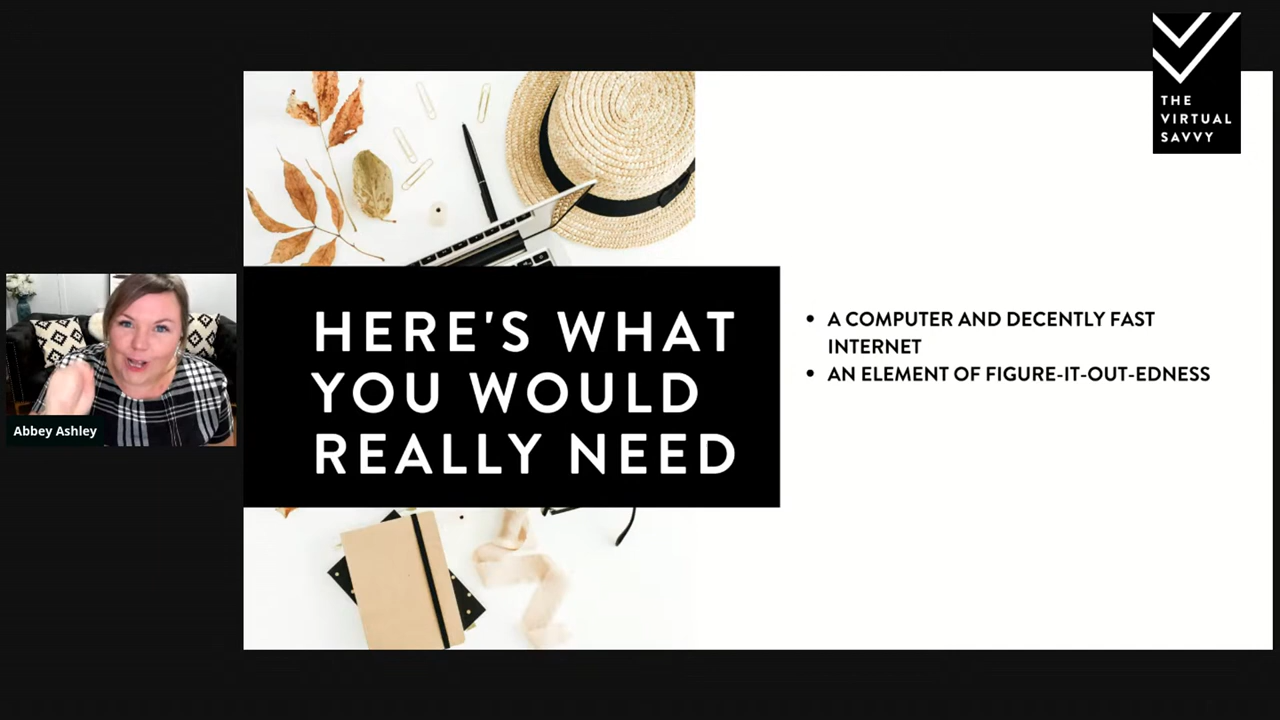 THE
VIRTUAL
SAVVY
HERE'S WHAT
YOU WOULD
REALLY NEED
• A COMPUTER AND DECENTLY FAST
INTERNET
• AN ELEMENT OF FIGURE-IT-OUT-EDNESS
Abbey Ashley